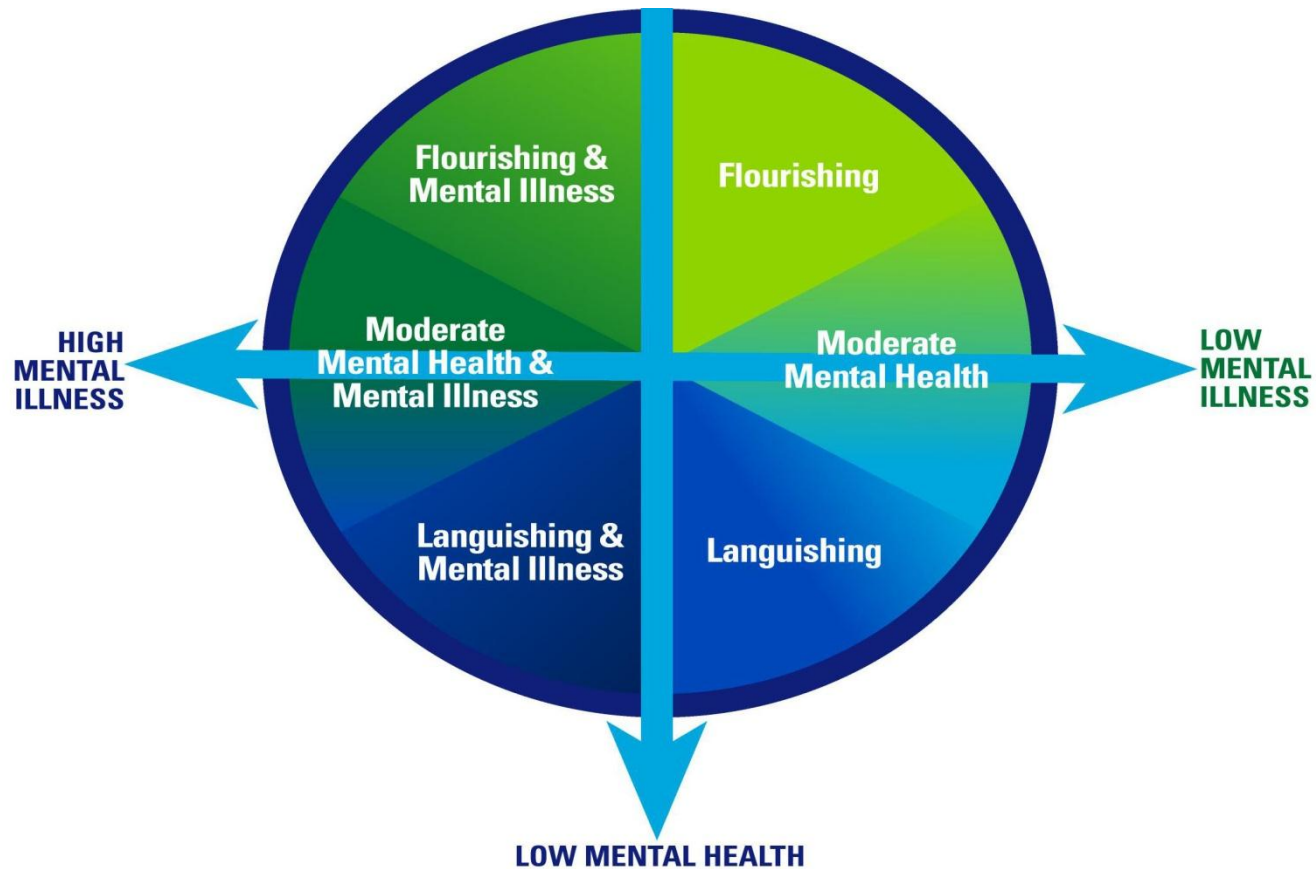 Flourishing &
Mental Illness
Flourishing
HIGH
MENTAL
ILLNESS
Moderate
Mental Health &
Mental Illness
Moderate
Mental Health
LOW
MENTAL
ILLNESS
Languishing &
Mental Illness
Languishing
LOW MENTAL HEALTH